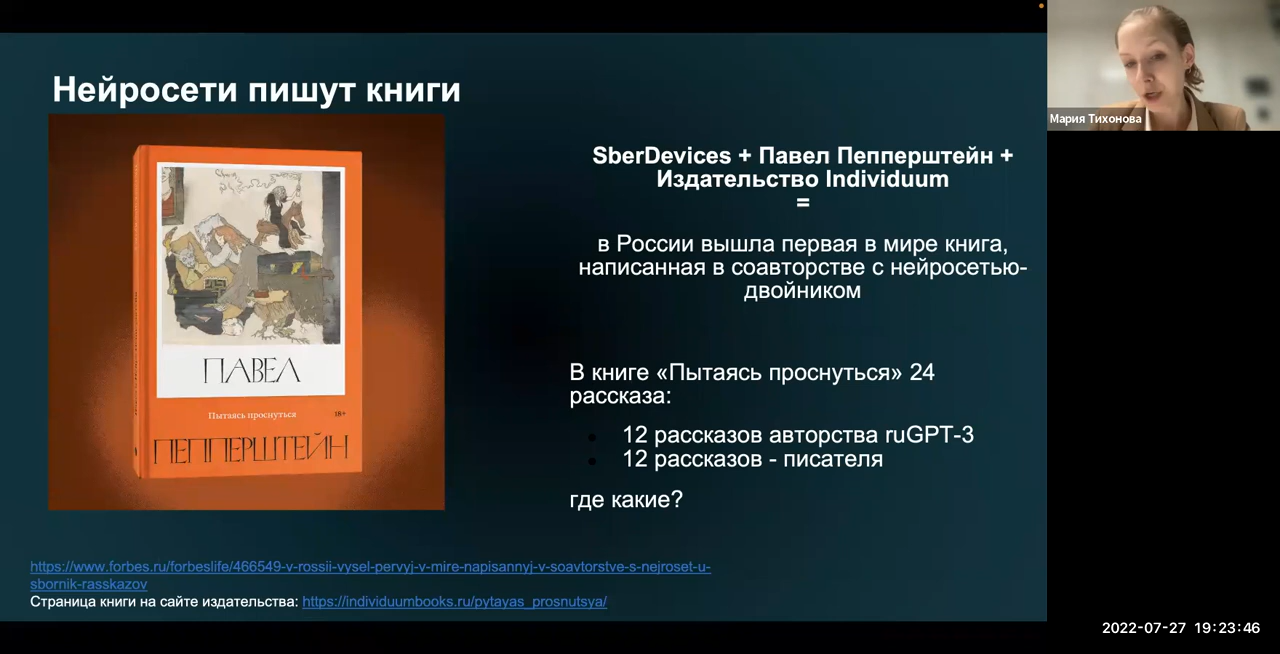 Нейросети пишут книги
Мария Тихонова
SberDevices + Павел Пепперштейн +
Издательство Individuum
=
в России вышла первая в мире книга,
написанная в соавторстве с нейросетью-
двойником
ПАВЕЛ
Пытаясь проснуться 18+
ПЕППЕРШТЕЙН
В книге «Пытаясь проснуться» 24
рассказа:
12 рассказов авторства ruGPT-3
12 рассказов - писателя
где какие?
https://www.forbes.ru/forbeslife/466549-v-rossii-vysel-pervyj-v-mire-napisannyj-v-soavtorstve-s-nejroset-u-
sbornik-rasskazov
Страница книги на сайте издательства: https://individuumbooks.ru/pytayas_prosnutsya/
2022-07-27 19:23:46